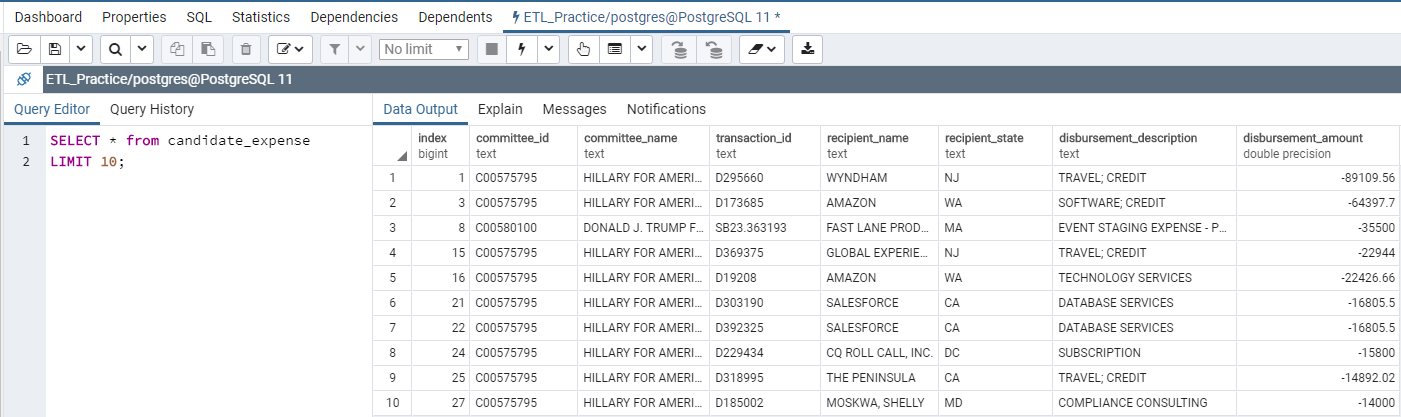 Dashboard Properties SQL Statistics Dependencies Dependents ETL_Practice/postgres@PostgreSQL 11 *
No limit
ETL_Practice/postgres@PostgreSQL 11
Query Editor Query History
1 SELECT * from candidate_expense
2 LIMIT 10;
Data Output Explain Messages Notifications
index committee_id committee_name transaction_id recipient_name recipient_state disbursement_description disbursement_amount
bigint text text text text text text double precision
1 1 C00575795 HILLARY FOR AMERI... D295660 WYNDHAM NJ TRAVEL; CREDIT -89109.56
2 3 C00575795 HILLARY FOR AMERI... D173685 AMAZON WA SOFTWARE; CREDIT -64397.7
3 8 C00580100 DONALD J. TRUMP F... SB23.363193 FAST LANE PROD... MA EVENT STAGING EXPENSE - P... -35500
4 15 C00575795 HILLARY FOR AMERI... D369375 GLOBAL EXPERIE... NJ TRAVEL; CREDIT -22944
5 16 C00575795 HILLARY FOR AMERI... D19208 AMAZON WA TECHNOLOGY SERVICES -22426.66
6 21 C00575795 HILLARY FOR AMERI... D303190 SALESFORCE CA DATABASE SERVICES -16805.5
7 22 C00575795 HILLARY FOR AMERI... D392325 SALESFORCE CA DATABASE SERVICES -16805.5
8 24 C00575795 HILLARY FOR AMERI... D229434 CQ ROLL CALL, INC. DC SUBSCRIPTION -15800
9 25 C00575795 HILLARY FOR AMERI... D318995 THE PENINSULA CA TRAVEL; CREDIT -14892.02
10 27 C00575795 HILLARY FOR AMERI... D185002 MOSKWA, SHELLY MD COMPLIANCE CONSULTING -14000